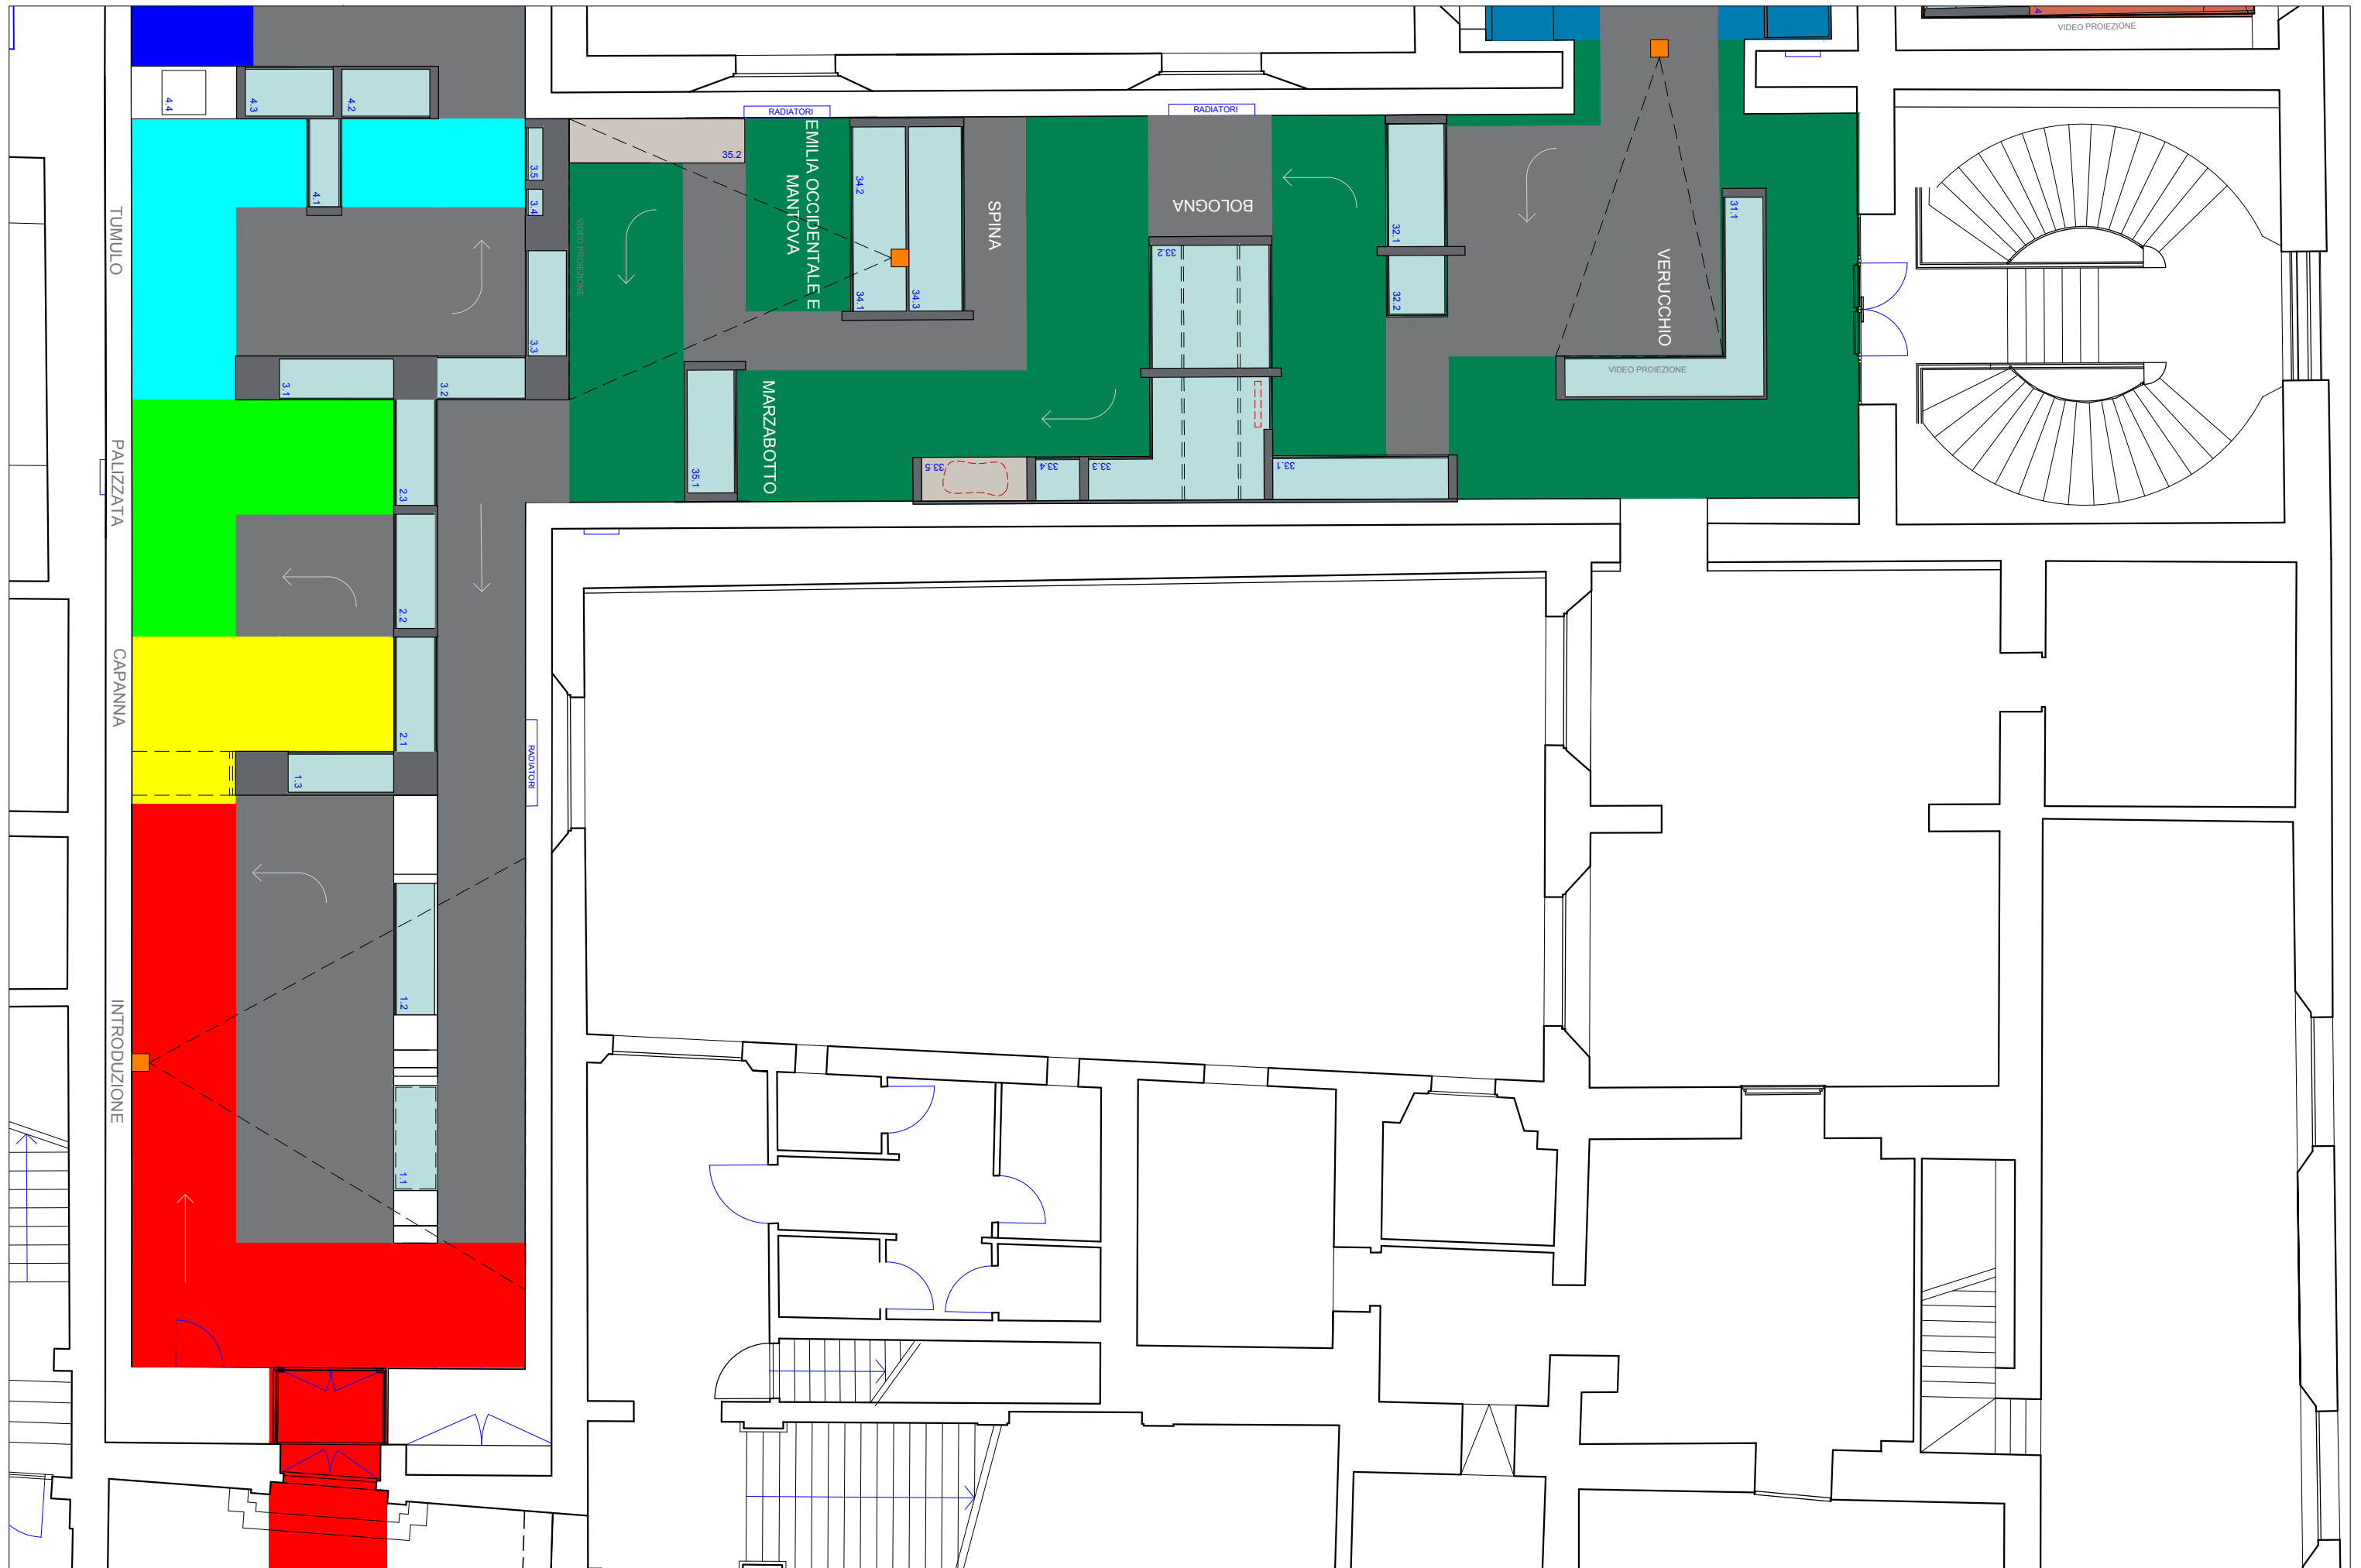 4
VIDEO PROIEZIONE
4.4
4.3
4.2
RADIATORI
RADIATORI
4.1
3.5
3.4
35.2
EMILIA OCCIDENTALE E
MANTOVA
34.2
34.1
34.3
SPINA
BOLOGNA
32.1
32.2
31.1
VERUCCHIO
VIDEO PROIEZIONE
TUMULO
VIDEO PROIEZIONE
33.2
3.3
3.1
3.2
MARZABOTTO
35.1
33.5
33.4
33.3
33.1
PALIZZATA
2.3
2.2
CAPANNA
2.1
RADIATORI
1.3
1.2
INTRODUZIONE
1.1